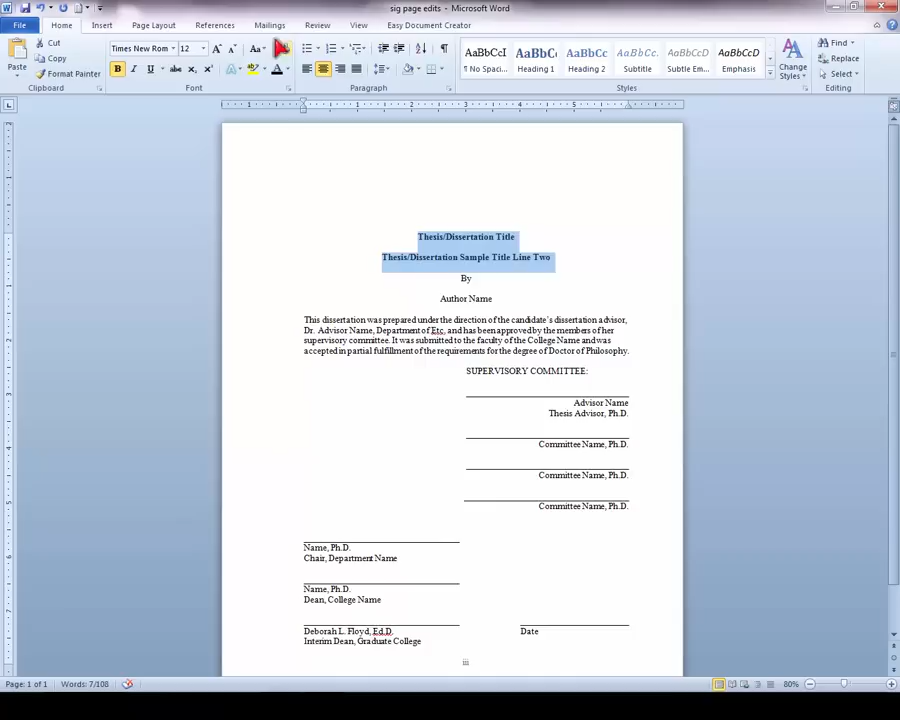 sig page edits - Microsoft Word
File Home Insert Page Layout References Mailings Review View Easy Document Creator
Paste Cut Copy Format Painter Clipboard
Times New Rom 12 Aa Font
B I U abc x₂ x² A
Paragraph
AaBbCcI AaBbC AaBbCc AaBbCc. AaBbCc. AaBbCcD
¶ No Spaci... Heading 1 Heading 2 Subtitle Subtle Em... Emphasis
Styles
Change Styles
Find Replace Select Editing
Thesis/Dissertation Title
Thesis/Dissertation Sample Title Line Two
By
Author Name
This dissertation was prepared under the direction of the candidate's dissertation advisor,
Dr. Advisor Name, Department of Etc, and has been approved by the members of her
supervisory committee. It was submitted to the faculty of the College Name and was
accepted in partial fulfillment of the requirements for the degree of Doctor of Philosophy.
SUPERVISORY COMMITTEE:
Advisor Name
Thesis Advisor, Ph.D.
Committee Name, Ph.D.
Committee Name, Ph.D.
Committee Name, Ph.D.
Name, Ph.D.
Chair, Department Name
Name, Ph.D.
Dean, College Name
Deborah L. Floyd, Ed.D. Date
Interim Dean, Graduate College
iii
Page: 1 of 1 Words: 7/108 80%